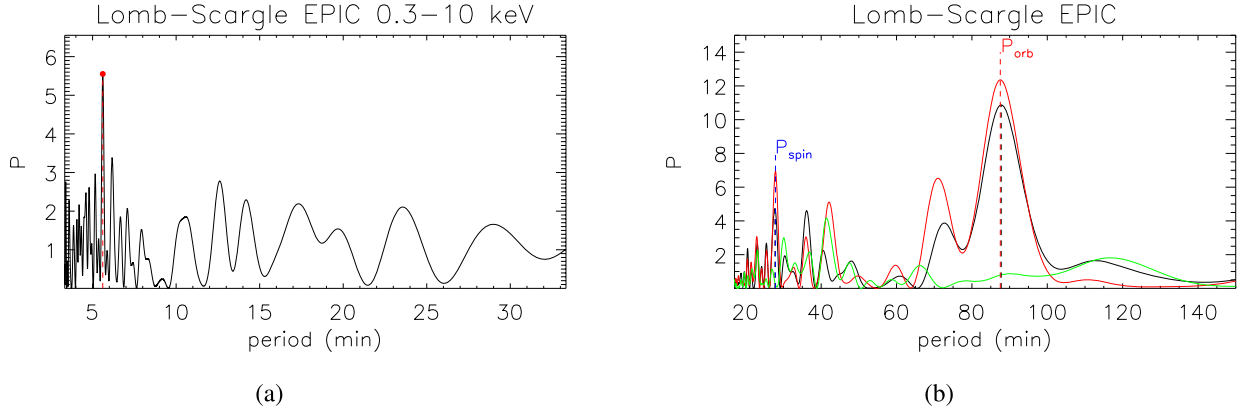 Lomb−Scargle EPIC 0.3−10 keV
6
5
4
3
2
1
P
5 10 15 20 25 30
period (min)
(a)
Lomb−Scargle EPIC
14
12
10
8
6
4
2
P
P_orb
P_spin
20 40 60 80 100 120 140
period (min)
(b)